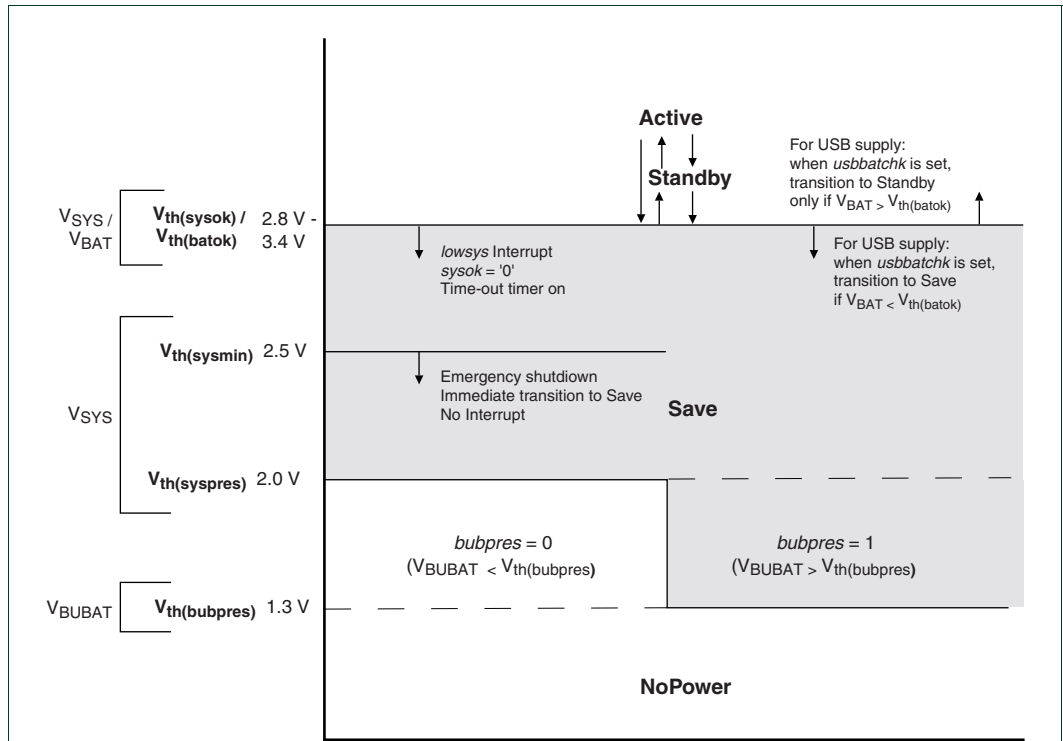 Active
Standby
For USB supply:
when usbbatchk is set,
transition to Standby
only if VBAT > Vth(batok)
VSYS /
VBAT
Vth(sysok) / 2.8 V -
Vth(batok) 3.4 V
lowsys Interrupt
sysok = '0'
Time-out timer on
For USB supply:
when usbbatchk is set,
transition to Save
if VBAT < Vth(batok)
Vth(sysmin) 2.5 V
Emergency shutdown
Immediate transition to Save
No Interrupt
Save
VSYS
Vth(syspres) 2.0 V
bubpres = 0
(VBUBAT < Vth(bubpres)
bubpres = 1
(VBUBAT > Vth(bubpres)
VBUBAT
Vth(bubpres) 1.3 V
NoPower